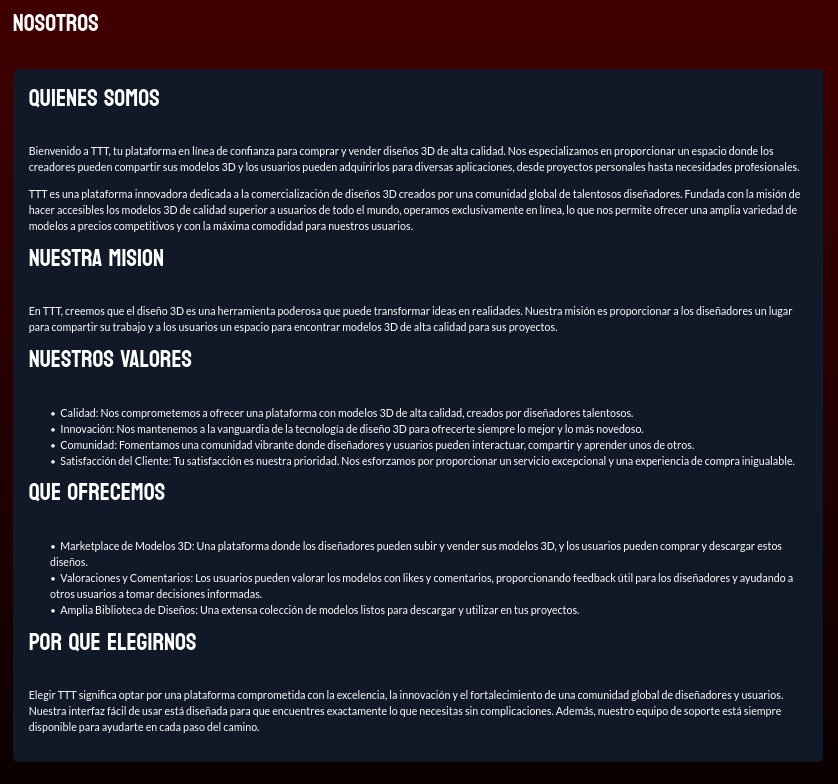 NOSOTROS
QUIENES SOMOS
Bienvenido a TTT, tu plataforma en línea de confianza para comprar y vender diseños 3D de alta calidad. Nos especializamos en proporcionar un espacio donde los
creadores pueden compartir sus modelos 3D y los usuarios pueden adquirirlos para diversas aplicaciones, desde proyectos personales hasta necesidades profesionales.
TTT es una plataforma innovadora dedicada a la comercialización de diseños 3D creados por una comunidad global de talentosos diseñadores. Fundada con la misión de
hacer accesibles los modelos 3D de calidad superior a usuarios de todo el mundo, operamos exclusivamente en línea, lo que nos permite ofrecer una amplia variedad de
modelos a precios competitivos y con la máxima comodidad para nuestros usuarios.
NUESTRA MISION
En TTT, creemos que el diseño 3D es una herramienta poderosa que puede transformar ideas en realidades. Nuestra misión es proporcionar a los diseñadores un lugar
para compartir su trabajo y a los usuarios un espacio para encontrar modelos 3D de alta calidad para sus proyectos.
NUESTROS VALORES
• Calidad: Nos comprometemos a ofrecer una plataforma con modelos 3D de alta calidad, creados por diseñadores talentosos.
• Innovación: Nos mantenemos a la vanguardia de la tecnología de diseño 3D para ofrecerte siempre lo mejor y lo más novedoso.
• Comunidad: Fomentamos una comunidad vibrante donde diseñadores y usuarios pueden interactuar, compartir y aprender unos de otros.
• Satisfacción del Cliente: Tu satisfacción es nuestra prioridad. Nos esforzamos por proporcionar un servicio excepcional y una experiencia de compra inigualable.
QUE OFRECEMOS
• Marketplace de Modelos 3D: Una plataforma donde los diseñadores pueden subir y vender sus modelos 3D, y los usuarios pueden comprar y descargar estos
diseños.
• Valoraciones y Comentarios: Los usuarios pueden valorar los modelos con likes y comentarios, proporcionando feedback útil para los diseñadores y ayudando a
otros usuarios a tomar decisiones informadas.
• Amplia Biblioteca de Diseños: Una extensa colección de modelos listos para descargar y utilizar en tus proyectos.
POR QUE ELEGIRNOS
Elegir TTT significa optar por una plataforma comprometida con la excelencia, la innovación y el fortalecimiento de una comunidad global de diseñadores y usuarios.
Nuestra interfaz fácil de usar está diseñada para que encuentres exactamente lo que necesitas sin complicaciones. Además, nuestro equipo de soporte está siempre
disponible para ayudarte en cada paso del camino.